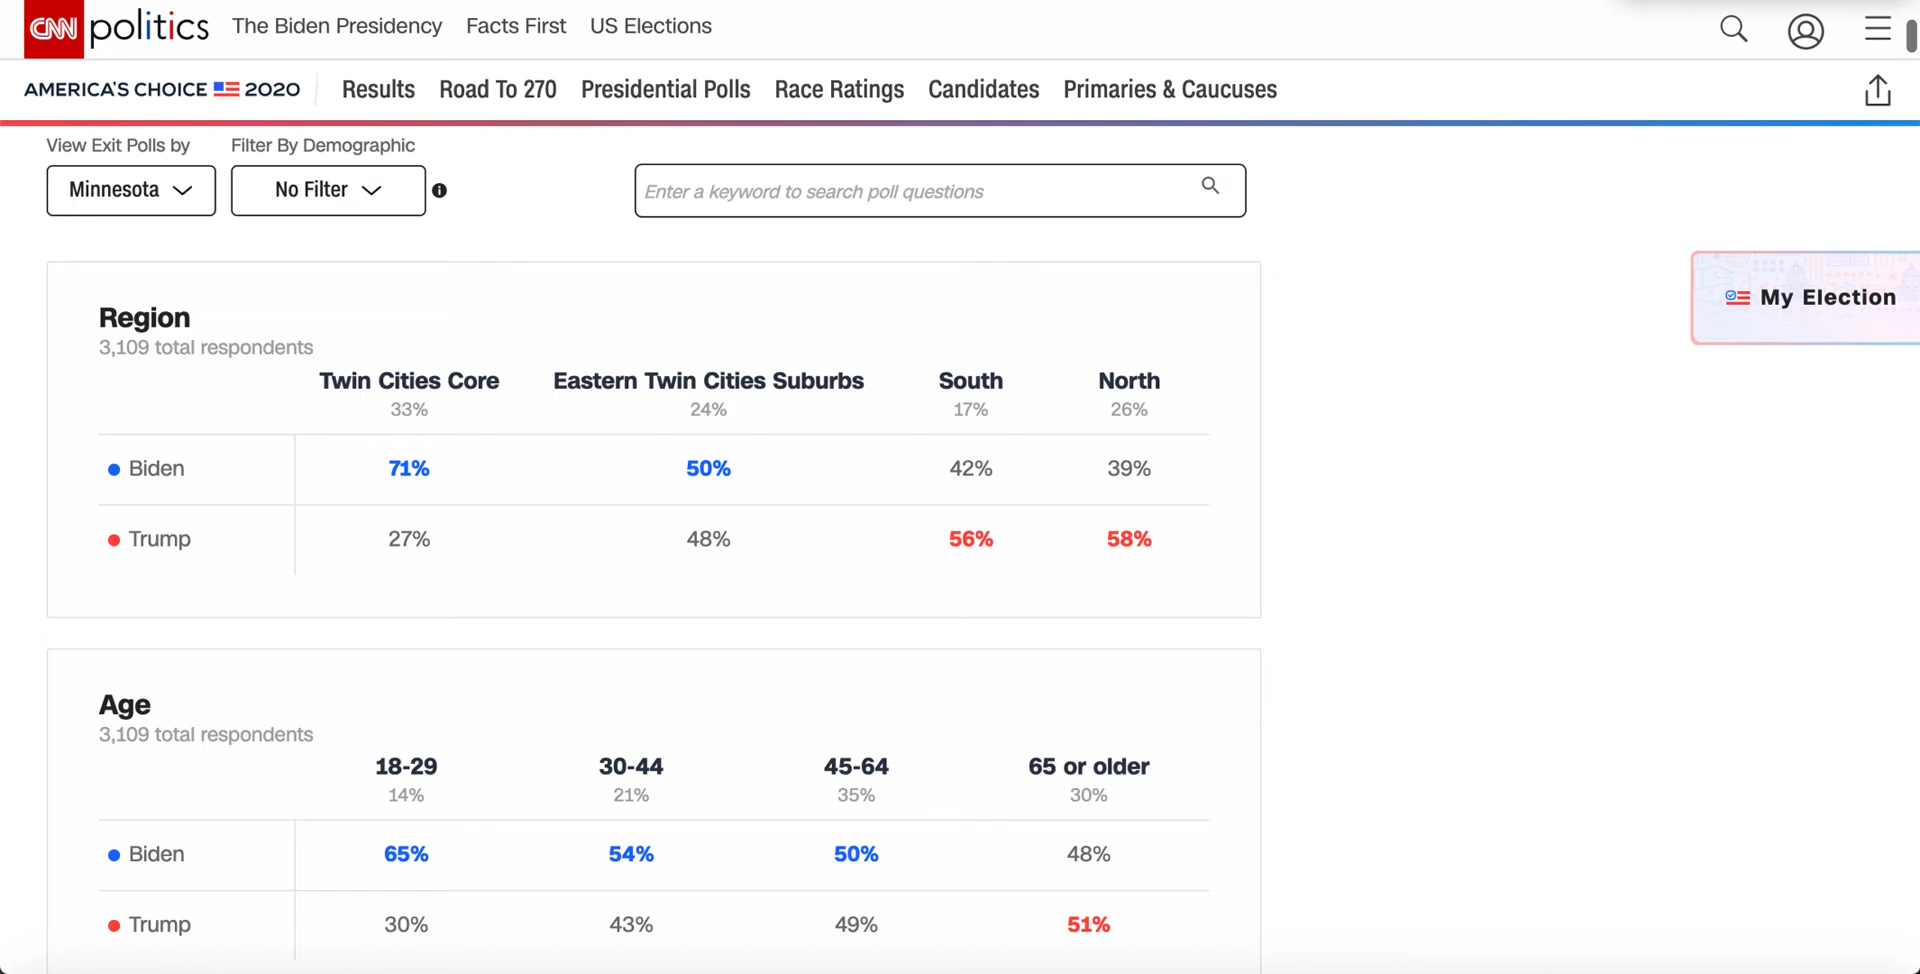 CNN politics The Biden Presidency Facts First US Elections
AMERICA'S CHOICE 2020 Results Road To 270 Presidential Polls Race Ratings Candidates Primaries & Caucuses
View Exit Polls by Filter By Demographic
Minnesota No Filter Enter a keyword to search poll questions
My Election
Region
3,109 total respondents
Twin Cities Core Eastern Twin Cities Suburbs South North
33% 24% 17% 26%
Biden 71% 50% 42% 39%
Trump 27% 48% 56% 58%
Age
3,109 total respondents
18-29 30-44 45-64 65 or older
14% 21% 35% 30%
Biden 65% 54% 50% 48%
Trump 30% 43% 49% 51%